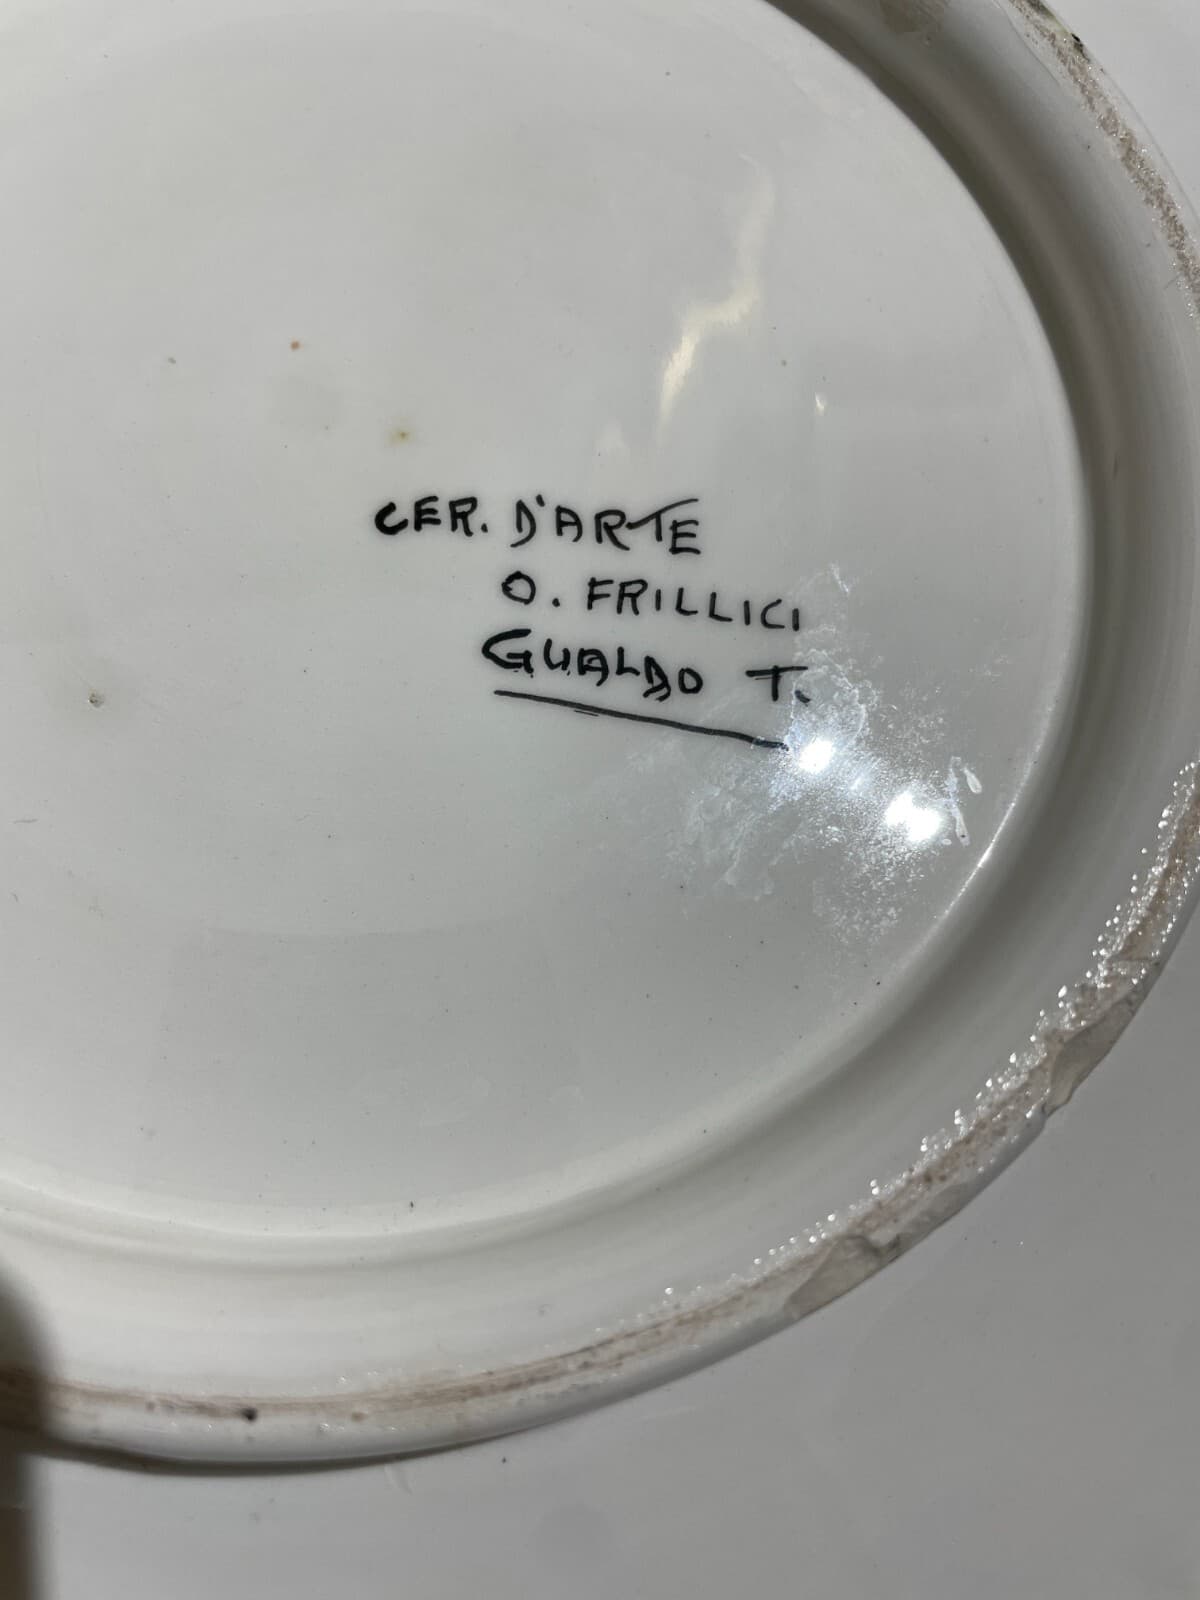 CER. D'ARTE
O. FRILLICI
GUALDO T.